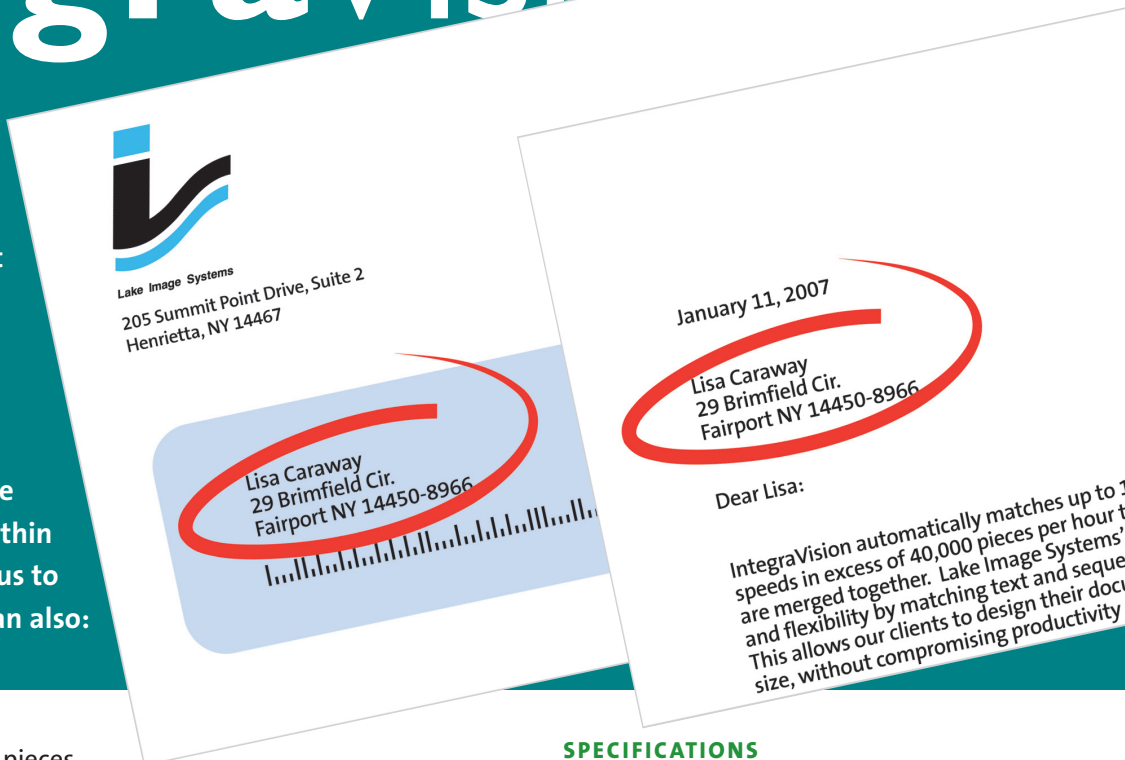 Lake Image Systems
205 Summit Point Drive, Suite 2
Henrietta, NY 14467
Lisa Caraway
29 Brimfield Cir.
Fairport NY 14450-8966
January 11, 2007
Lisa Caraway
29 Brimfield Cir.
Fairport NY 14450-8966
Dear Lisa:
IntegraVision automatically matches up to
speeds in excess of 40,000 pieces per hour
are merged together. Lake Image Systems'
and flexibility by matching text and
This allows our clients to design their
size, without compromising productivity
us to
also:
pieces
SPECIFICATIONS